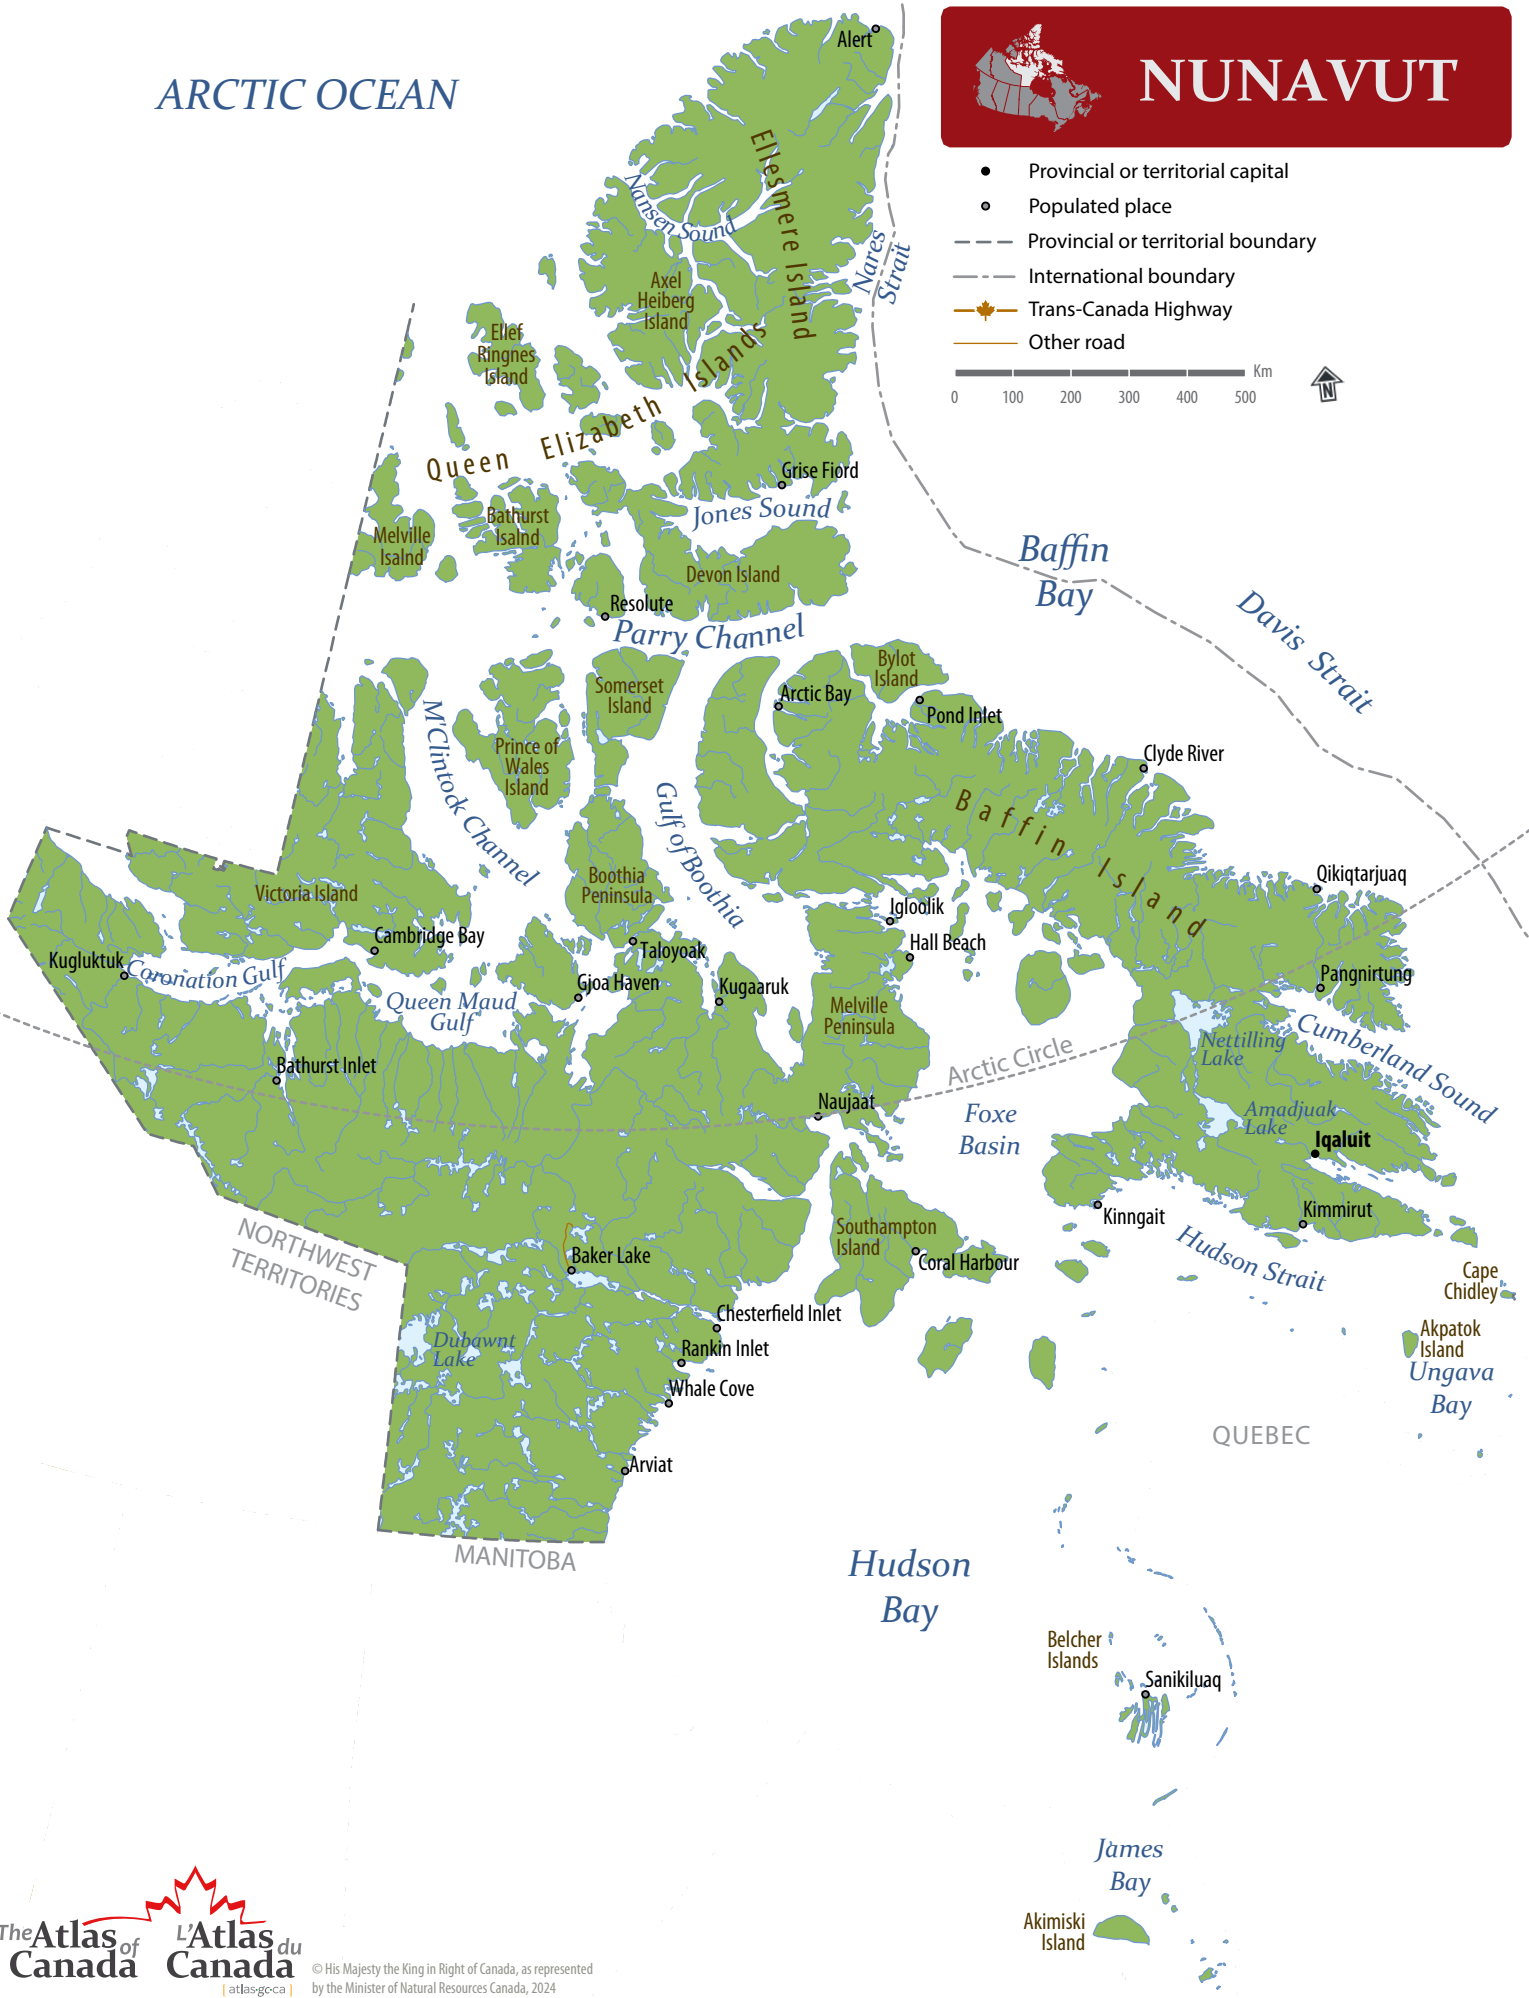 NUNAVUT
Provincial or territorial capital
Populated place
Provincial or territorial boundary
International boundary
Trans-Canada Highway
Other road
Km
0 100 200 300 400 500
N
ARCTIC OCEAN
Alert
Ellesmere Island
Nansen Sound
Nares
Strait
Axel
Heiberg
Island
Ellef
Ringnes
Island
Queen Elizabeth Islands
Grise Fiord
Jones Sound
Bathurst
Isalnd
Melville
Isalnd
Devon Island
Baffin
Bay
Davis Strait
Resolute
Parry Channel
Bylot
Island
Somerset
Island
Arctic Bay
Pond Inlet
M'Clintock Channel
Prince of
Wales
Island
Clyde River
Gulf of Boothia
Baffin Island
Boothia
Peninsula
Victoria Island
Qikiqtarjuaq
Igloolik
Cambridge Bay
Hall Beach
Taloyoak
Kugluktuk
Coronation Gulf
Pangnirtung
Gjoa Haven
Kugaaruk
Queen Maud
Gulf
Melville
Peninsula
Cumberland Sound
Nettilling
Lake
Arctic Circle
Bathurst Inlet
Naujaat
Foxe
Basin
Amadjuak
Lake
Iqaluit
Kinngait
Kimmirut
Southampton
Island
Coral Harbour
Hudson Strait
NORTHWEST
TERRITORIES
Baker Lake
Cape
Chidley
Chesterfield Inlet
Akpatok
Island
Dubawnt
Lake
Rankin Inlet
Ungava
Bay
Whale Cove
QUEBEC
Arviat
MANITOBA
Hudson
Bay
Belcher
Islands
Sanikiluaq
James
Bay
Akimiski
Island
The Atlas of
Canada
L'Atlas du
Canada
atlas.gc.ca
© His Majesty the King in Right of Canada, as represented
by the Minister of Natural Resources Canada, 2024